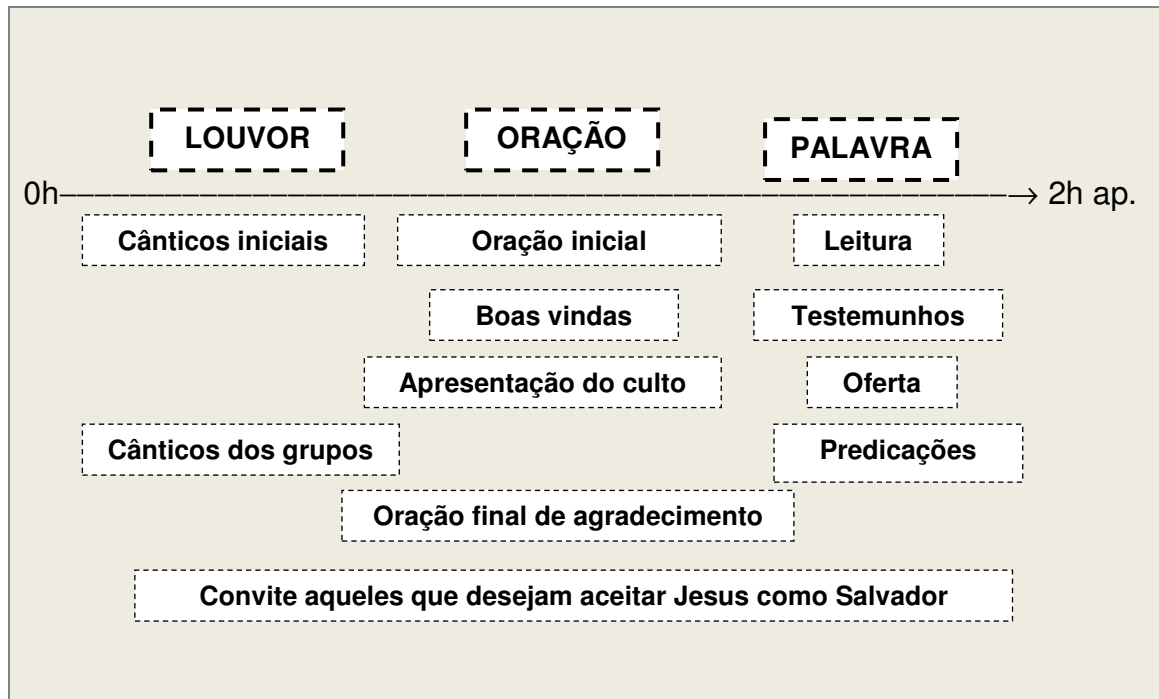 LOUVOR ORAÇÃO PALAVRA
0h 2h ap.
Cânticos iniciais Oração inicial Leitura
Boas vindas Testemunhos
Apresentação do culto Oferta
Cânticos dos grupos Predicações
Oração final de agradecimento
Convite aqueles que desejam aceitar Jesus como Salvador